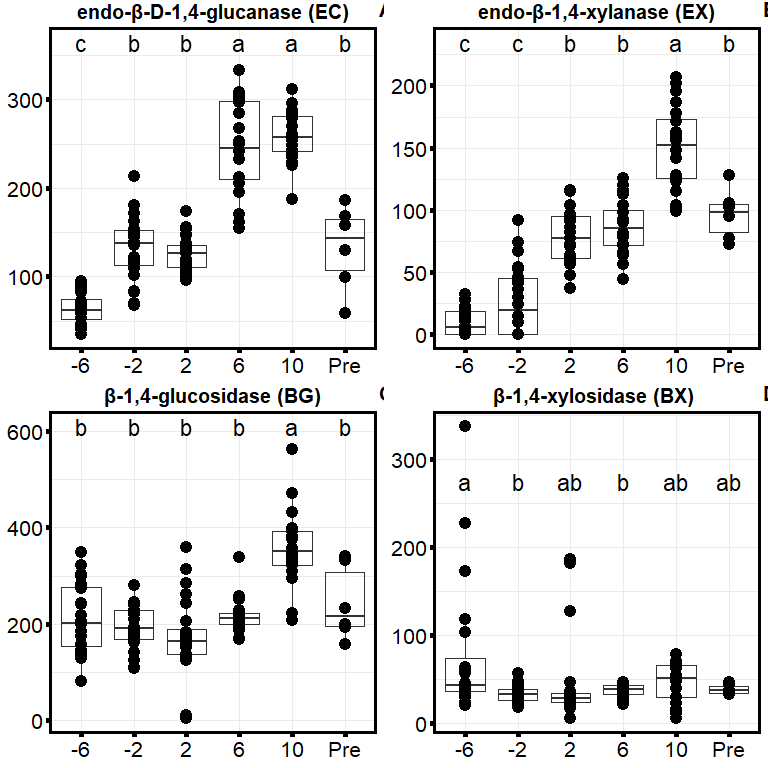 endo-β-D-1,4-glucanase (EC)
c b b a a b
300
200
100
-6 -2 2 6 10 Pre
endo-β-1,4-xylanase (EX)
c c b b a b
200
150
100
50
0
-6 -2 2 6 10 Pre
β-1,4-glucosidase (BG)
b b b b a b
600
400
200
0
-6 -2 2 6 10 Pre
β-1,4-xylosidase (BX)
a b ab b ab ab
300
200
100
0
-6 -2 2 6 10 Pre